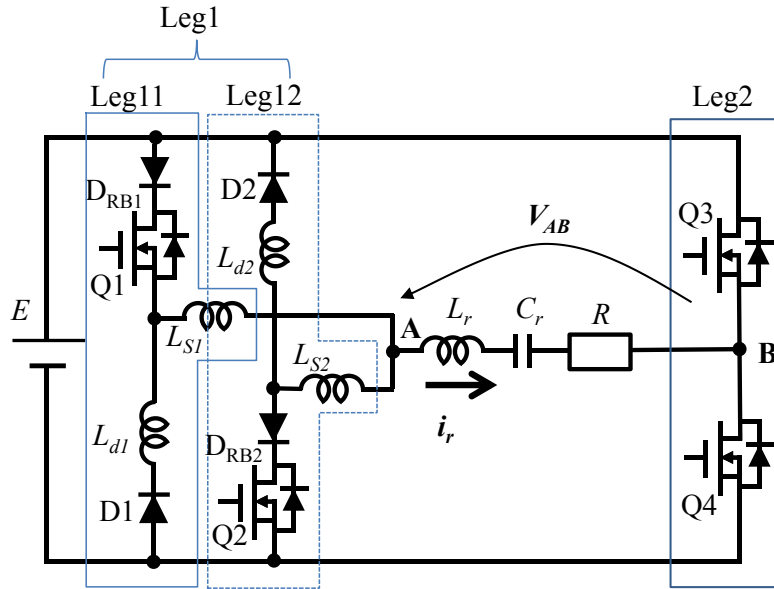 Leg1
Leg11
Leg12
Leg2
D_RB1
D2
V_AB
Q3
L_d2
Q1
E
L_S1
A
L_r
C_r
R
B
L_S2
L_d1
D_RB2
i_r
D1
Q2
Q4